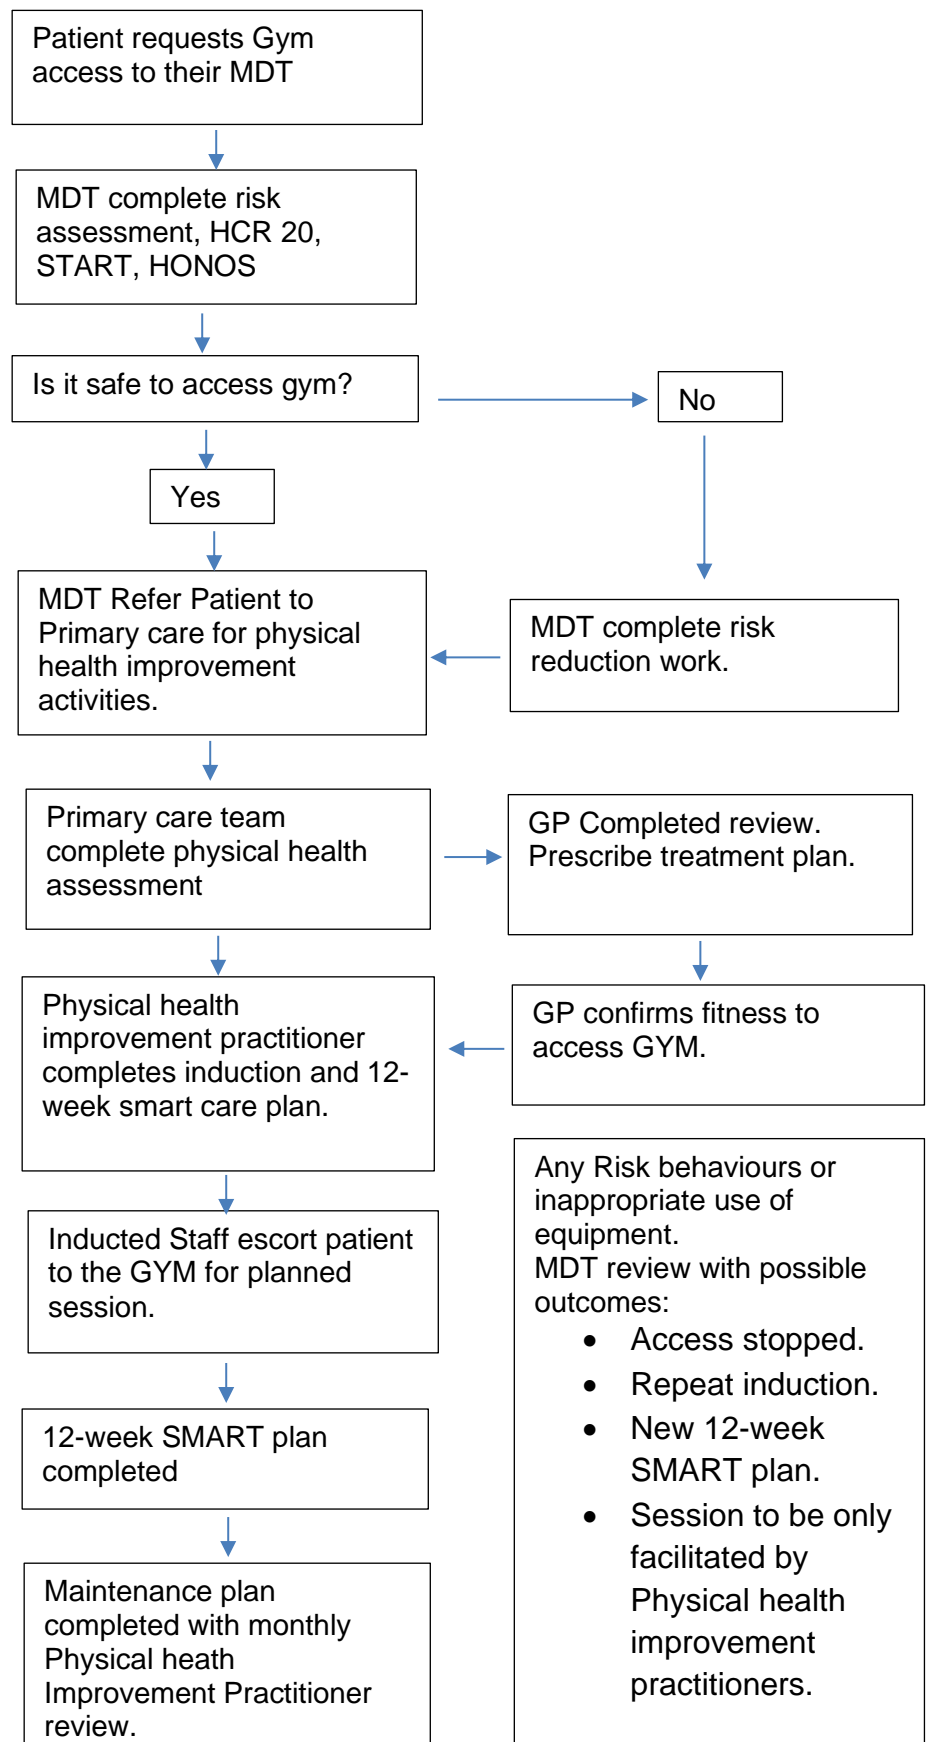 Patient requests Gym
access to their MDT
MDT complete risk
assessment, HCR 20,
START, HONOS
Is it safe to access gym?
No
Yes
MDT Refer Patient to
Primary care for physical
health improvement
activities.
MDT complete risk
reduction work.
Primary care team
complete physical health
assessment
GP Completed review.
Prescribe treatment plan.
Physical health
improvement practitioner
completes induction and 12-
week smart care plan.
GP confirms fitness to
access GYM.
Inducted Staff escort patient
to the GYM for planned
session.
12-week SMART plan
completed
Maintenance plan
completed with monthly
Physical heath
Improvement Practitioner
review.
Any Risk behaviours or
inappropriate use of
equipment.
MDT review with possible
outcomes:
• Access stopped.
• Repeat induction.
• New 12-week
SMART plan.
• Session to be only
facilitated by
Physical health
improvement
practitioners.